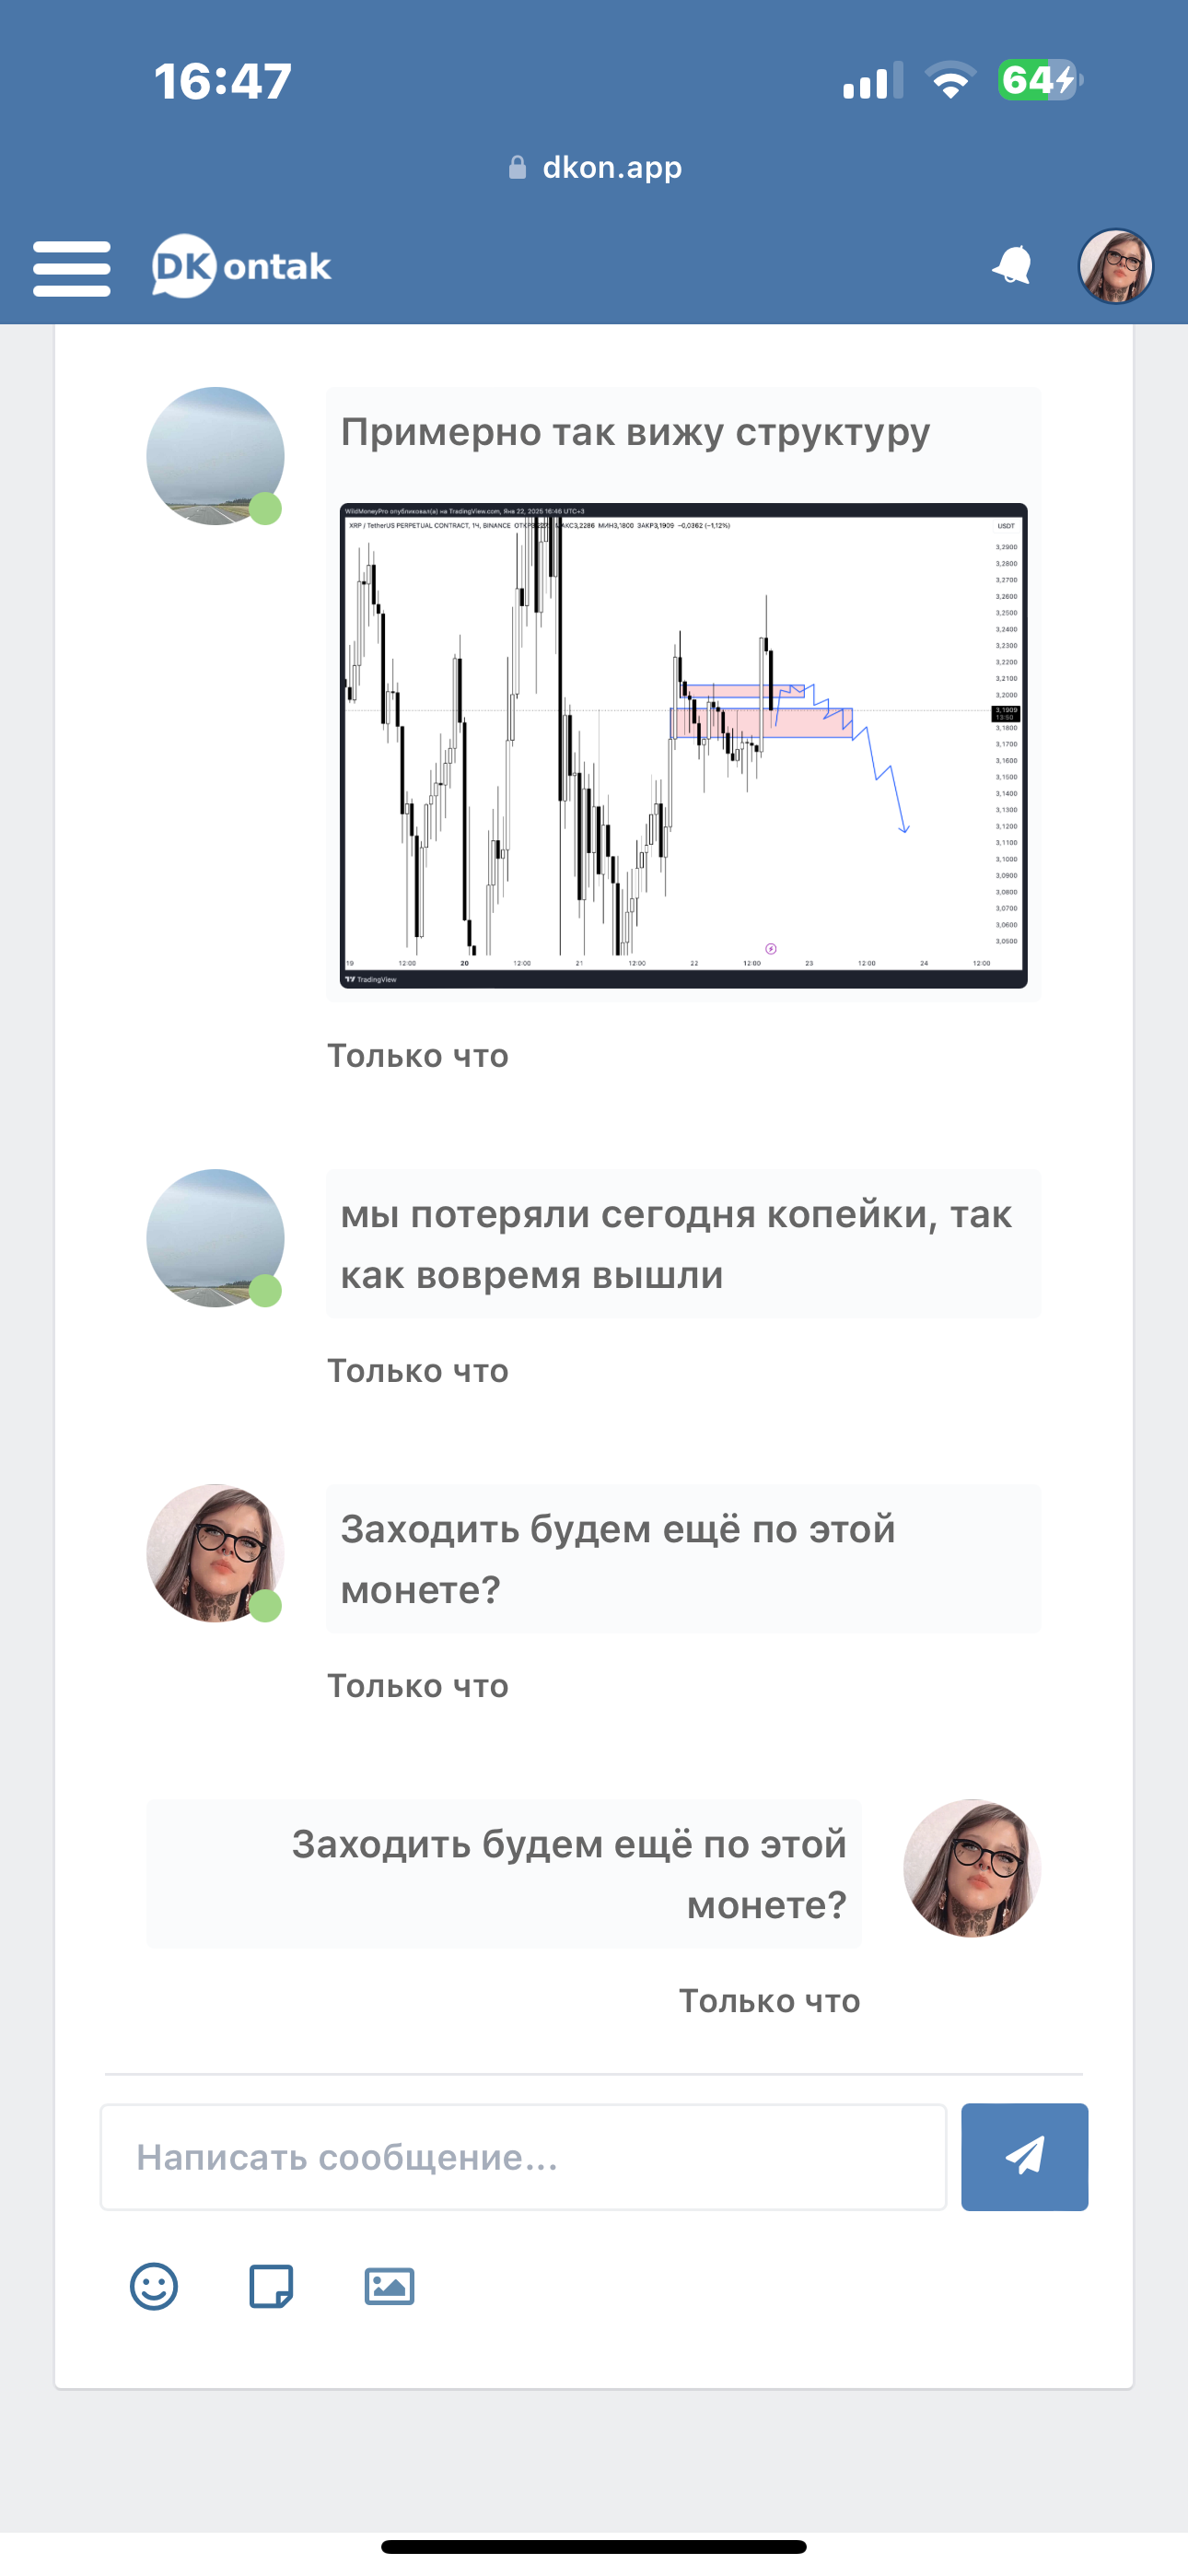 16:47
64
dkon.app
DKontak
Примерно так вижу структуру
WildMoneyPro опубликовал(а) на TradingView.com, Янв 22, 2025 16:46 UTC+3
XRP / TetherUS PERPETUAL CONTRACT, 1Ч, BINANCE МАКС3,2286 МИН3,1800 ЗАКР3,1909 −0,0362 (−1,12%)
USDT
3,2900
3,2800
3,2700
3,2600
3,2500
3,2400
3,2300
3,2200
3,2100
3,2000
3,1909
13:50
3,1800
3,1700
3,1600
3,1500
3,1400
3,1300
3,1200
3,1100
3,1000
3,0900
3,0800
3,0700
3,0600
3,0500
19 12:00 20 12:00 21 12:00 22 12:00 23 12:00 24 12:00
TradingView
Только что
мы потеряли сегодня копейки, так
как вовремя вышли
Только что
Заходить будем ещё по этой
монете?
Только что
Заходить будем ещё по этой
монете?
Только что
Написать сообщение...